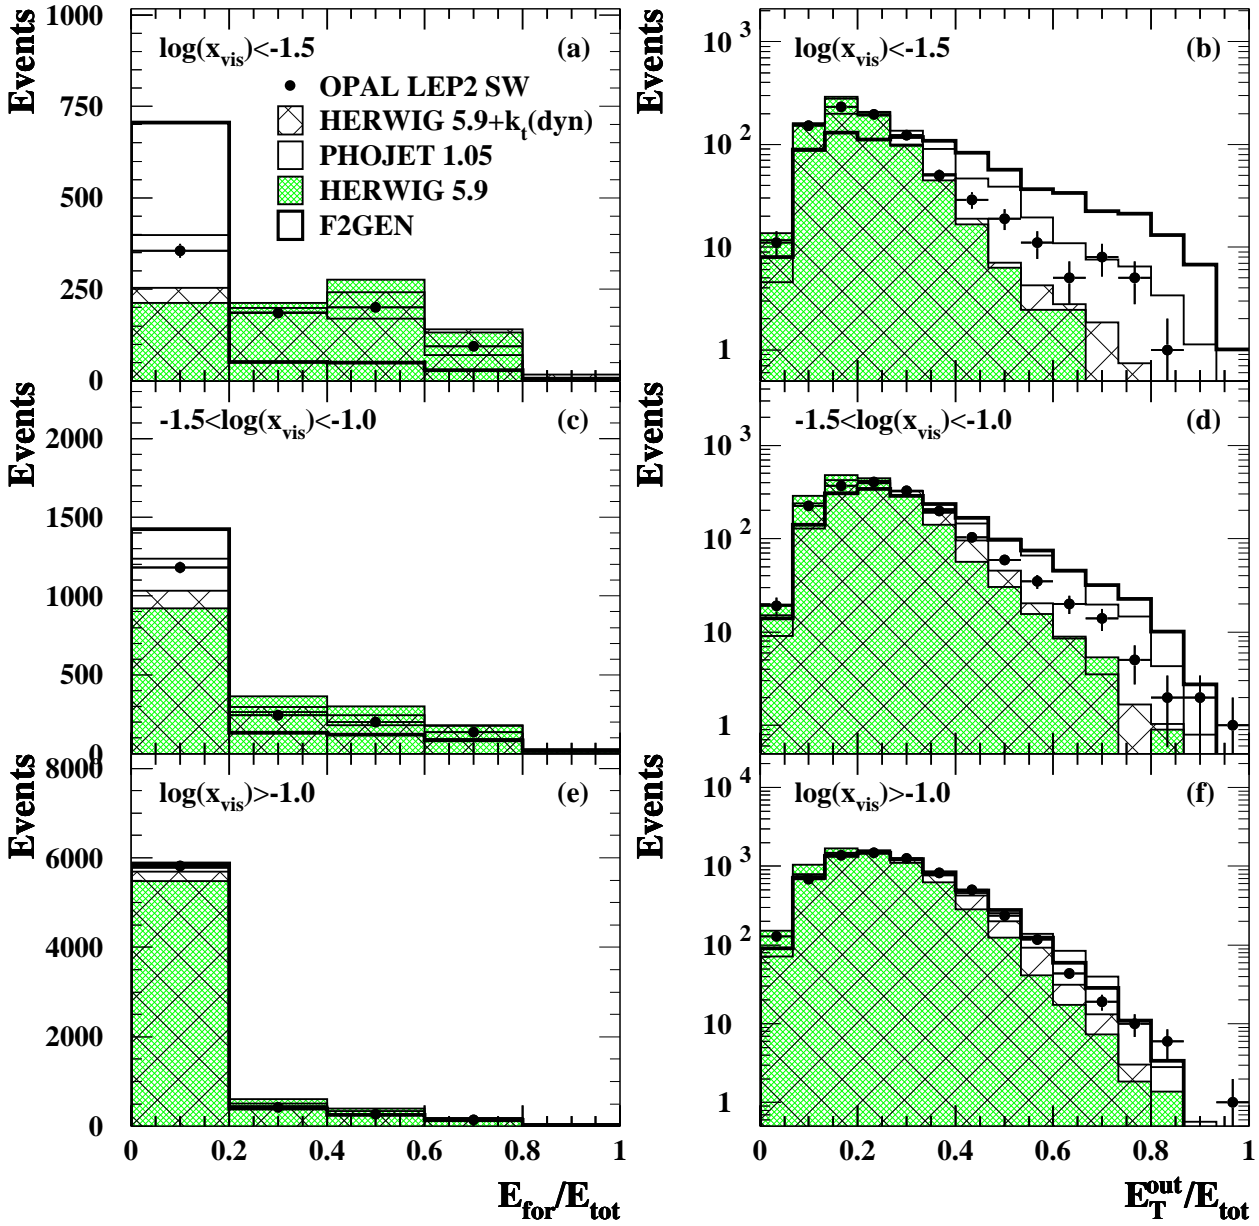 Events
1000
750
500
250
0
log(x_vis)<-1.5
(a)
OPAL LEP2 SW
HERWIG 5.9+k_t(dyn)
PHOJET 1.05
HERWIG 5.9
F2GEN
Events
10^3
10^2
10
1
log(x_vis)<-1.5
(b)
Events
2000
1500
1000
500
0
-1.5<log(x_vis)<-1.0
(c)
Events
10^3
10^2
10
1
-1.5<log(x_vis)<-1.0
(d)
Events
8000
6000
4000
2000
0
log(x_vis)>-1.0
(e)
0 0.2 0.4 0.6 0.8 1
E_for/E_tot
Events
10^4
10^3
10^2
10
1
log(x_vis)>-1.0
(f)
0 0.2 0.4 0.6 0.8 1
E_T^out/E_tot